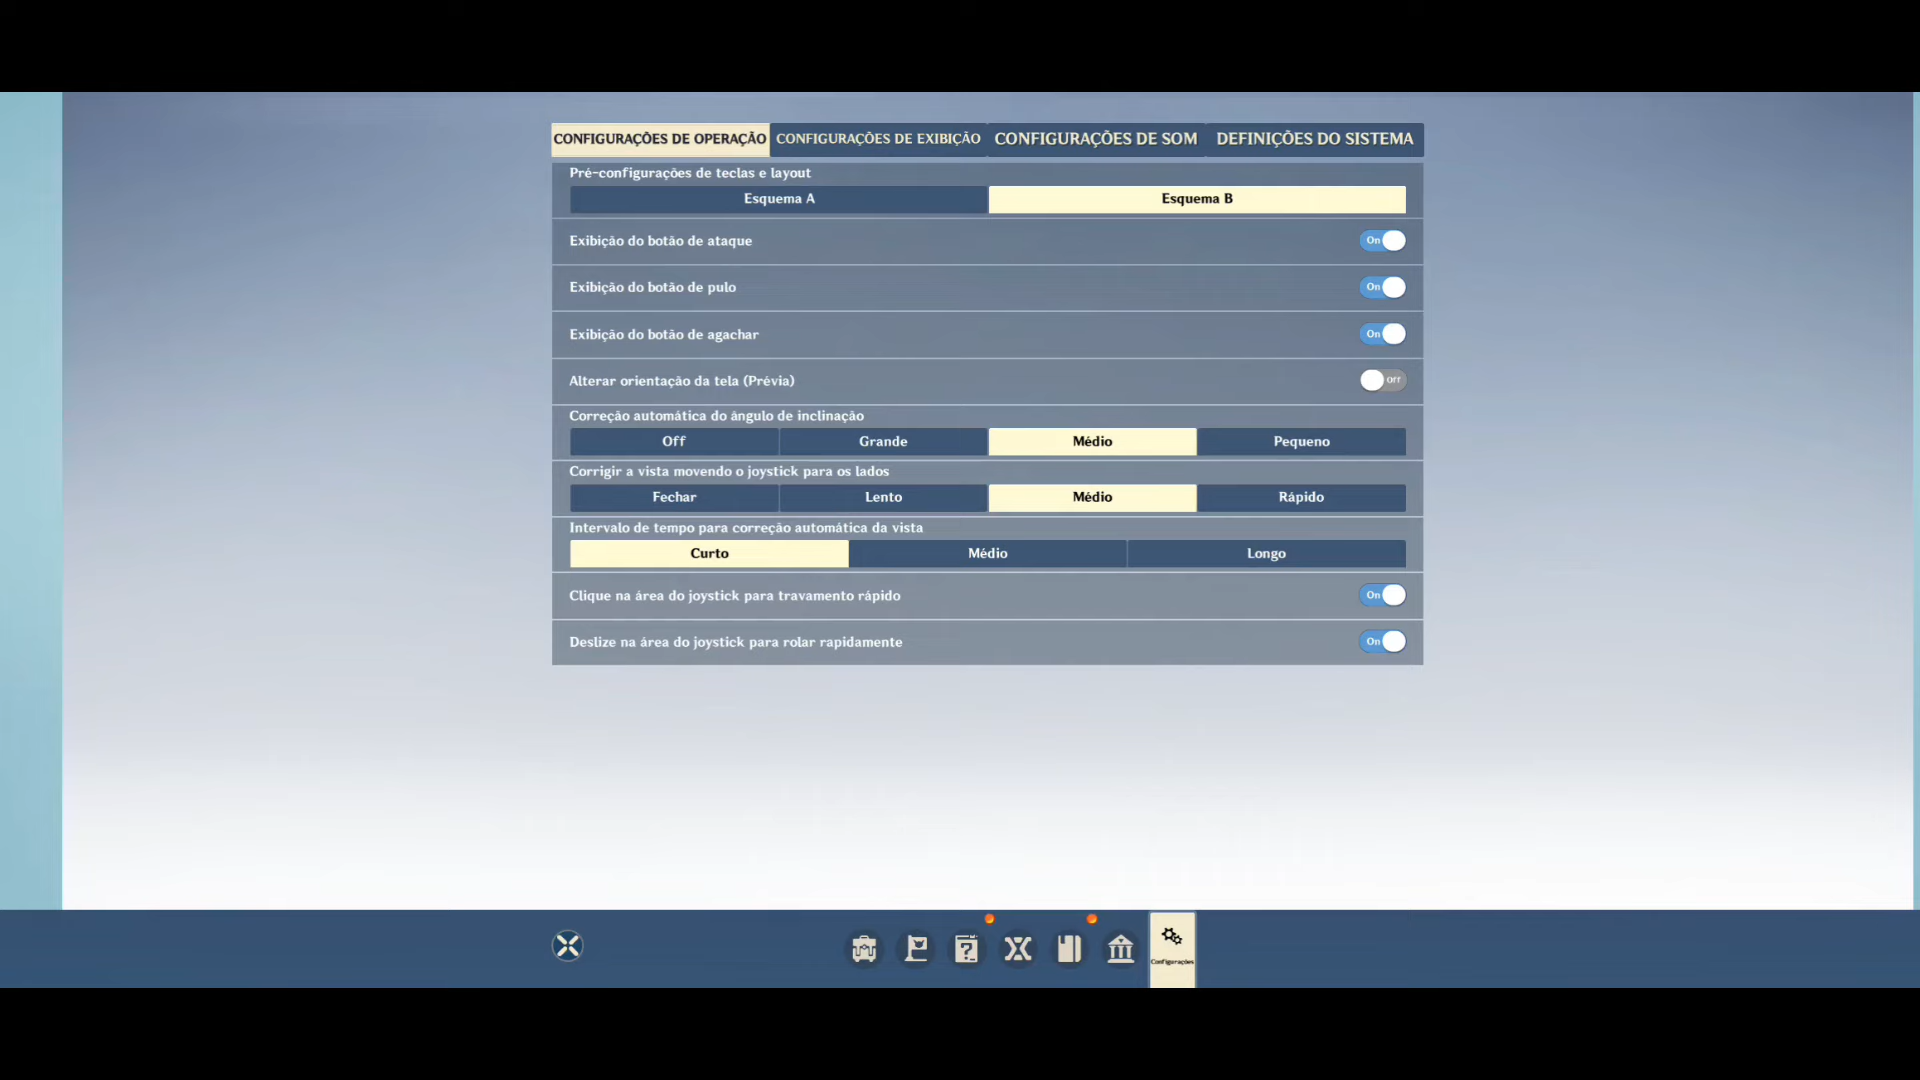 CONFIGURAÇÕES DE OPERAÇÃO CONFIGURAÇÕES DE EXIBIÇÃO CONFIGURAÇÕES DE SOM DEFINIÇÕES DO SISTEMA
Pré-configurações de teclas e layout
Esquema A Esquema B
Exibição do botão de ataque On
Exibição do botão de pulo On
Exibição do botão de agachar On
Alterar orientação da tela (Prévia) Off
Correção automática do ângulo de inclinação
Off Grande Médio Pequeno
Corrigir a vista movendo o joystick para os lados
Fechar Lento Médio Rápido
Intervalo de tempo para correção automática da vista
Curto Médio Longo
Clique na área do joystick para travamento rápido On
Deslize na área do joystick para rolar rapidamente On
Configurações